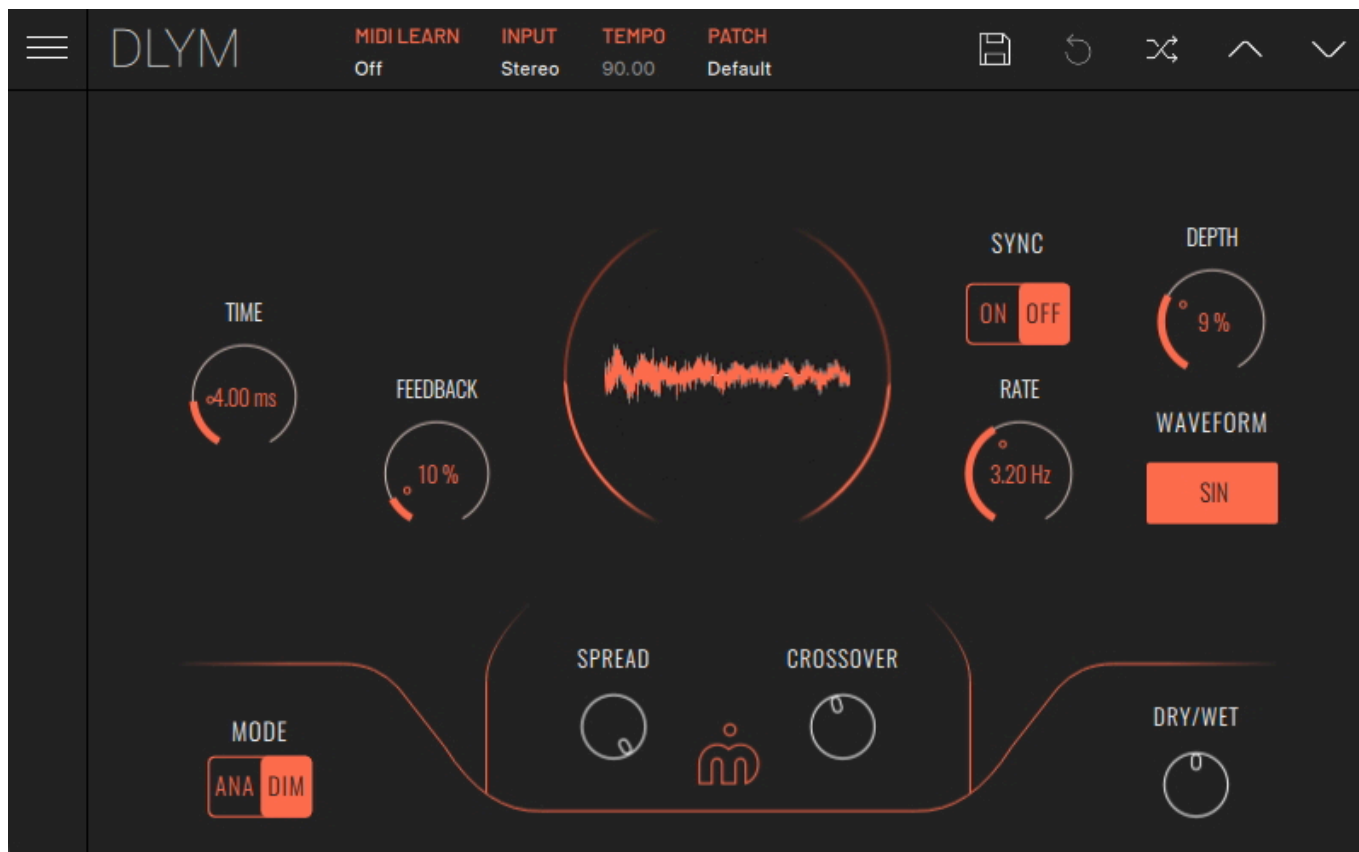 DLYM
MIDI LEARN INPUT TEMPO PATCH
Off Stereo 90.00 Default
SYNC DEPTH
ON OFF 9 %
TIME
4.00 ms
FEEDBACK
10 %
RATE
3.20 Hz
WAVEFORM
SIN
SPREAD CROSSOVER
MODE
ANA DIM
DRY/WET